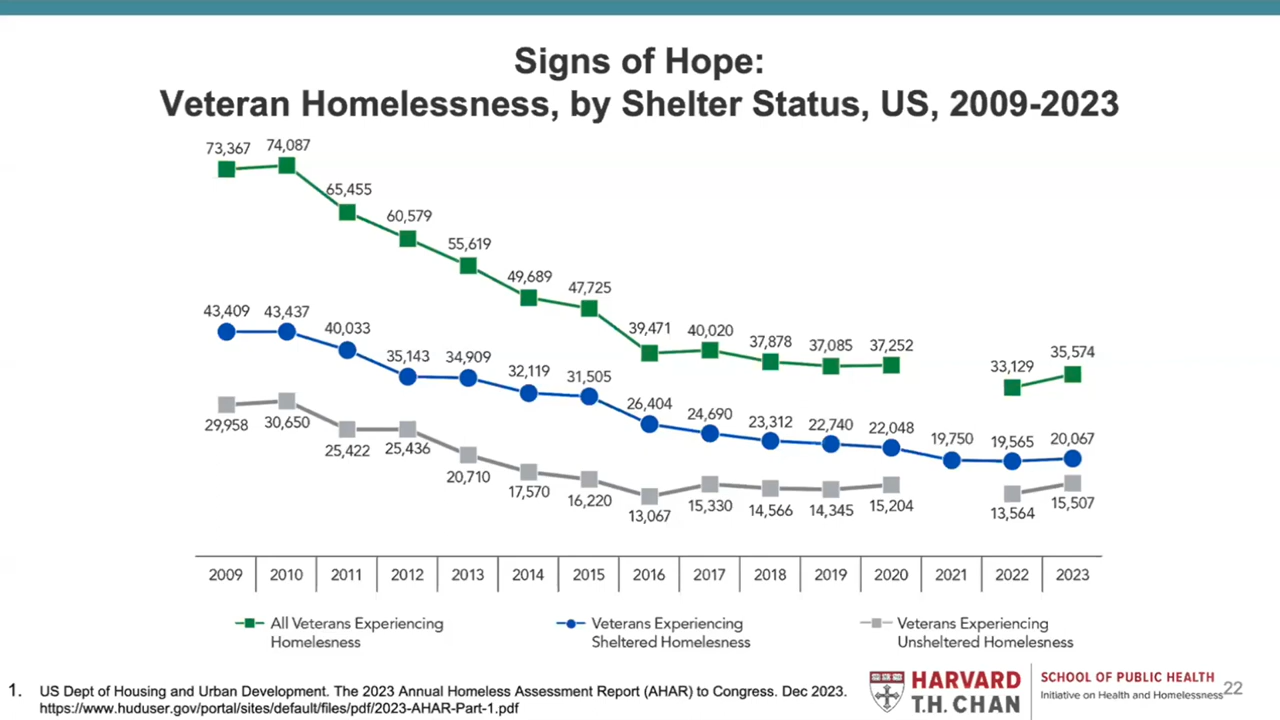 Signs of Hope:
Veteran Homelessness, by Shelter Status, US, 2009-2023
73,367 74,087
65,455
60,579
55,619
49,689
47,725
39,471 40,020
37,878 37,085 37,252
33,129
35,574
43,409 43,437
40,033
35,143 34,909
32,119 31,505
26,404
24,690
23,312 22,740 22,048
19,750 19,565 20,067
29,958 30,650
25,422 25,436
20,710
17,570
16,220
13,067
15,330
14,566 14,345
15,204
13,564
15,507
2009 2010 2011 2012 2013 2014 2015 2016 2017 2018 2019 2020 2021 2022 2023
All Veterans Experiencing
Homelesness
Veterans Experiencing
Sheltered Homelesness
Veterans Experiencing
Unsheltered Homelesness
1. US Dept of Housing and Urban Development. The 2023 Annual Homeless Assessment Report (AHAR) to Congress. Dec 2023.
https://www.huduser.gov/portal/sites/default/files/pdf/2023-AHAR-Part-1.pdf
HARVARD
T.H. CHAN
SCHOOL OF PUBLIC HEALTH
Initiative on Health and Homelessness
22